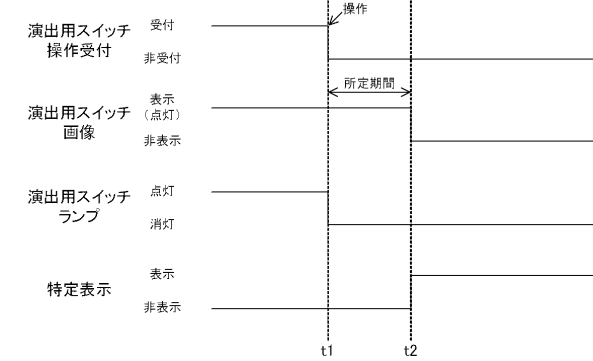 操作
演出用スイッチ
操作受付
受付
非受付
所定期間
演出用スイッチ
画像
表示
（点灯）
非表示
演出用スイッチ
ランプ
点灯
消灯
特定表示
表示
非表示
t1
t2